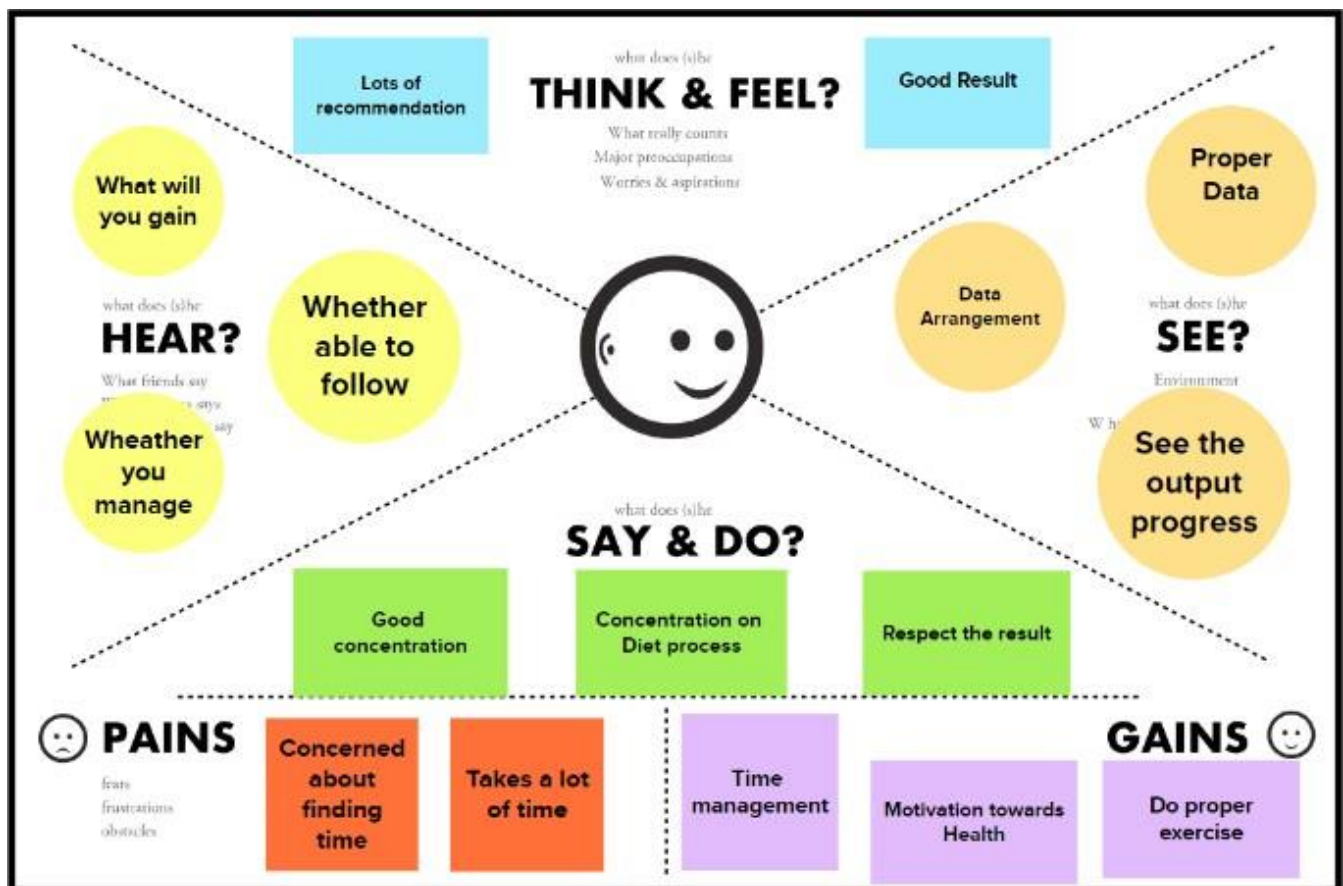 Lots of
recommendation
what does (s)he
THINK & FEEL?
What really counts
Major preoccupations
Worries & aspirations
Good Result
What will
you gain
Whether
able to
follow
what does (s)he
HEAR?
What friends say
says
say
Wheather
you
manage
Proper
Data
Data
Arrangement
what does (s)he
SEE?
Environment
See the
output
progress
what does (s)he
SAY & DO?
Good
concentration
Concentration on
Diet process
Respect the result
PAINS
fears
frustrations
obstacles
Concerned
about
finding
time
Takes a lot
of time
Time
management
Motivation towards
Health
GAINS
Do proper
exercise